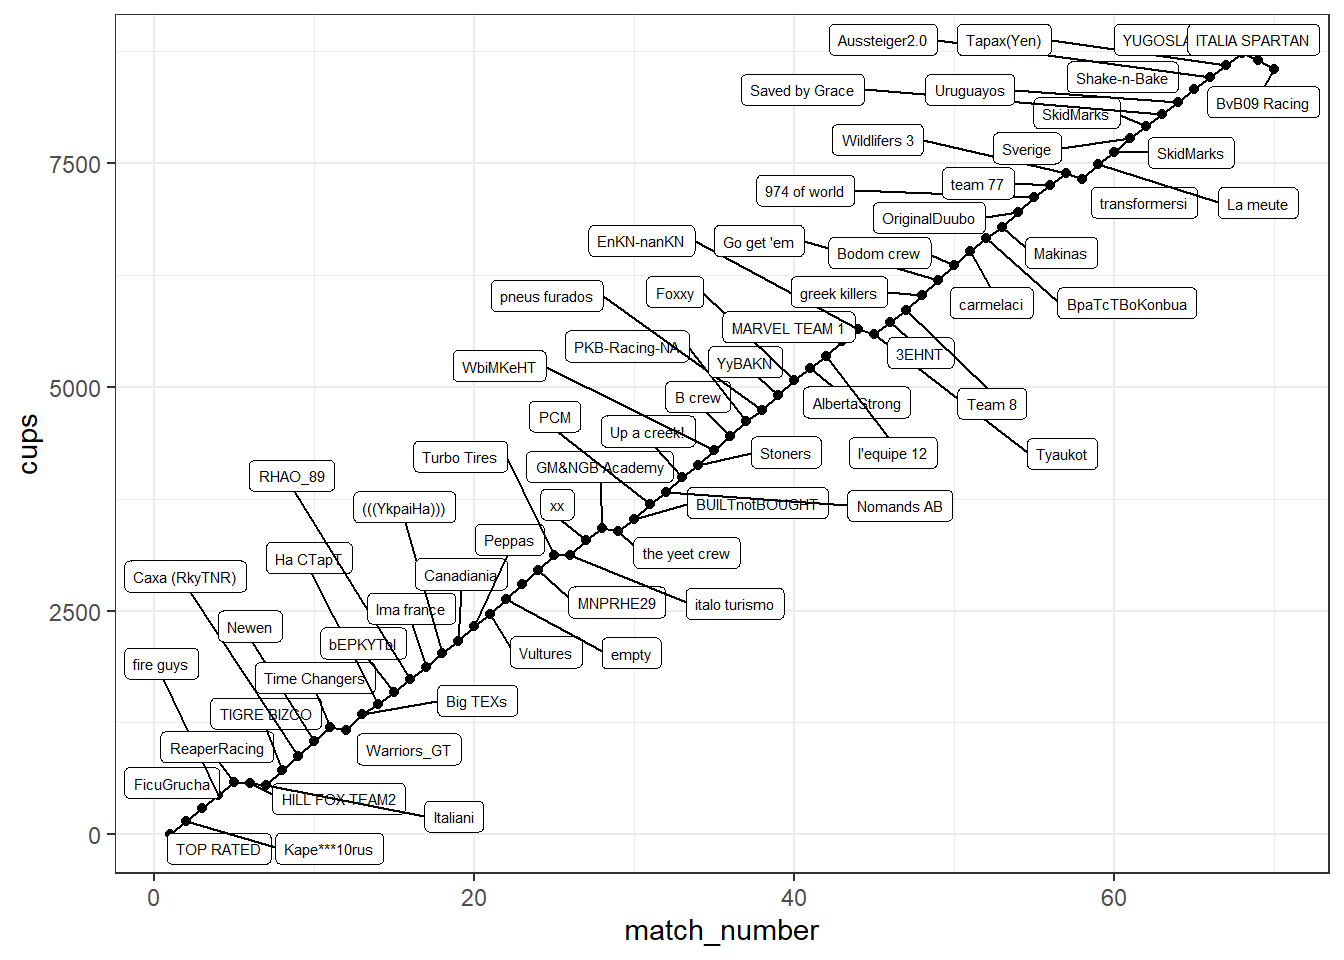 Aussteiger2.0
Tapax(Yen)
YUGOSLA
ITALIA SPARTAN
Shake-n-Bake
Saved by Grace
Uruguayos
BvB09 Racing
SkidMarks
Wildlifers 3
Sverige
SkidMarks
7500
974 of world
team 77
transformersi
La meute
OriginalDuubo
EnKN-nanKN
Go get 'em
Bodom crew
Makinas
pneus furados
Foxxy
greek killers
carmelaci
BpaTcTBoKonbua
MARVEL TEAM 1
PKB-Racing-NA
YyBAKN
3EHNT
WbiMKeHT
5000
B crew
AlbertaStrong
Team 8
PCM
Up a creek!
cups
Turbo Tires
Stoners
l'equipe 12
Tyaukot
RHAO_89
GM&NGB Academy
(((YkpaiHa)))
xx
BUILTnotBOUGHT
Nomands AB
Peppas
the yeet crew
Ha CTapT
Caxa (RkyTNR)
Canadiania
MNPRHE29
italo turismo
2500
Ima france
Newen
bEPKYTbl
Vultures
empty
fire guys
Time Changers
Big TEXs
TIGRE BIZCO
ReaperRacing
Warriors_GT
FicuGrucha
HILL FOX TEAM2
Italiani
0
TOP RATED
Kape***10rus
0
20
40
60
match_number